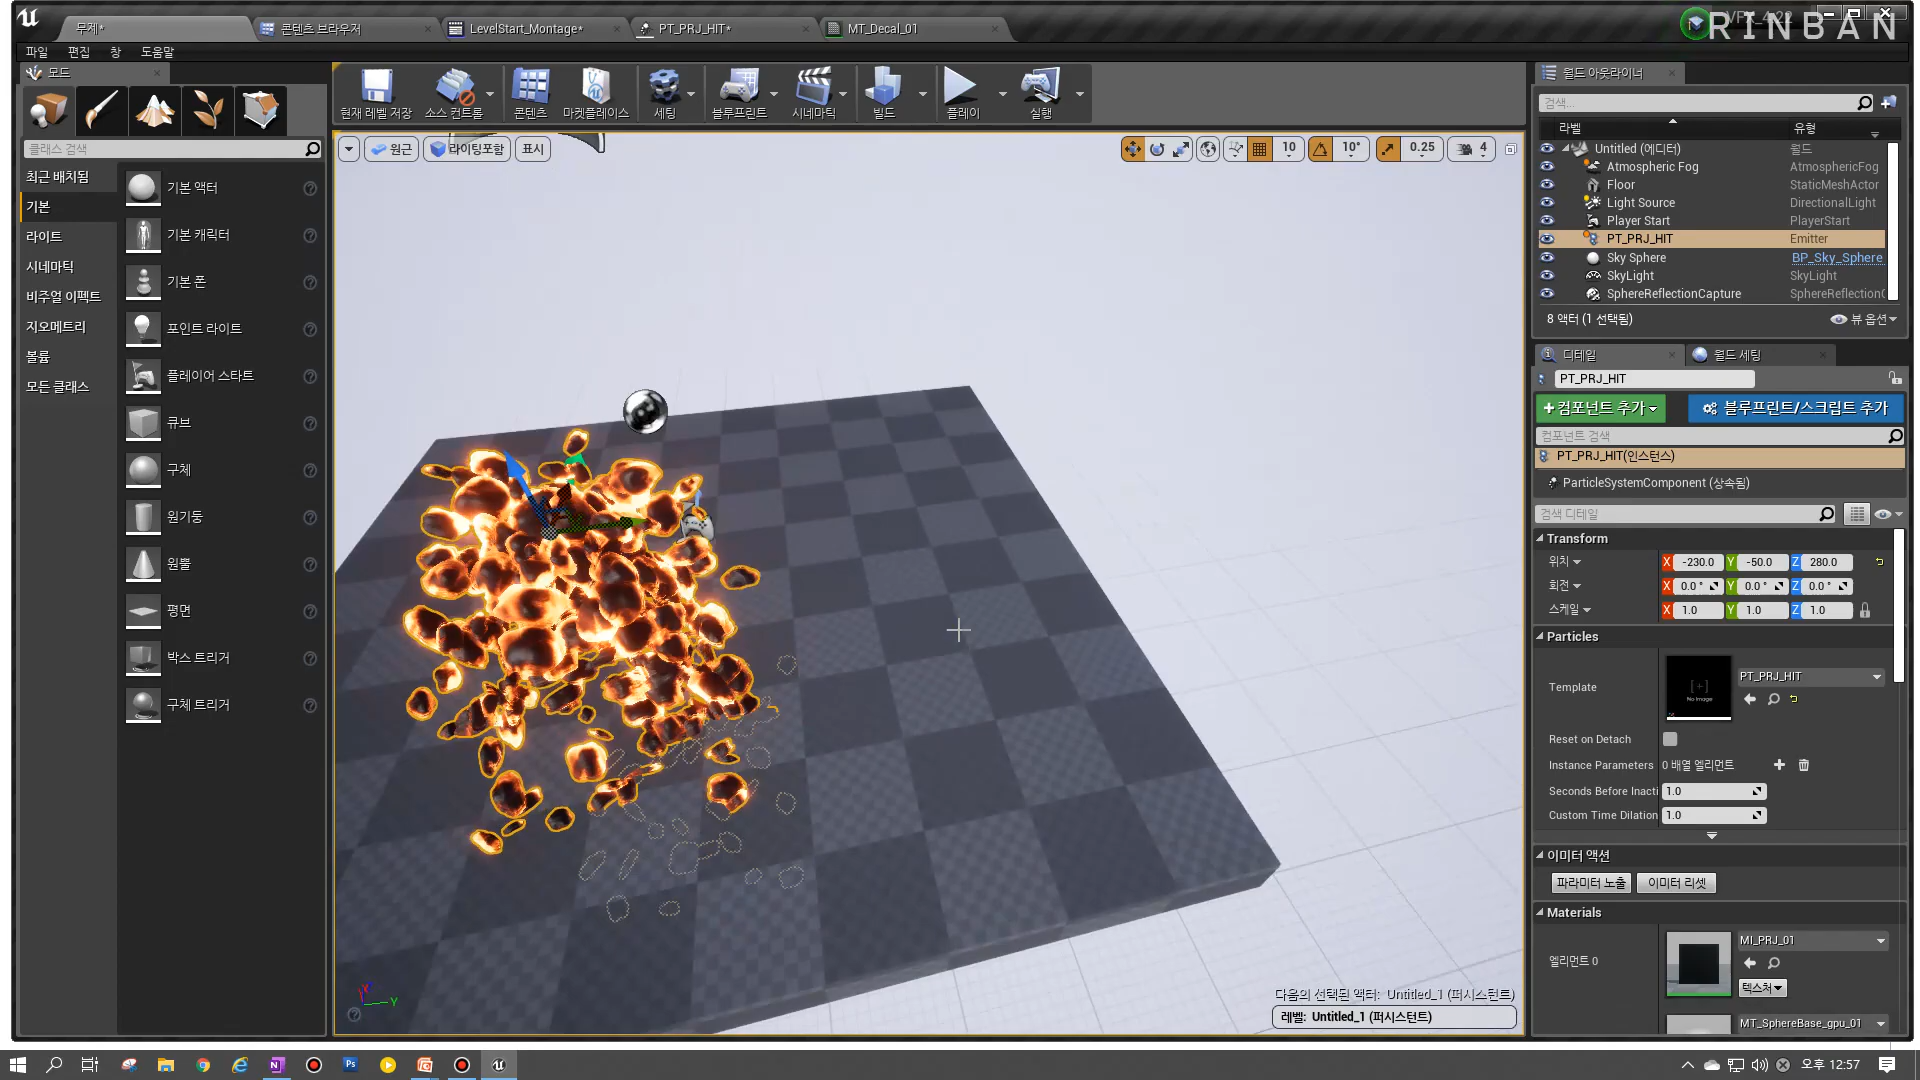 무제*
콘텐츠 브라우저
LevelStart_Montage*
PT_PRJ_HIT*
MT_Decal_01
RINBAN
파일 편집 창 도움말
모드
클래스 검색
최근 배치됨
기본
라이트
시네마틱
비주얼 이펙트
지오메트리
볼륨
모든 클래스
기본 액터
기본 캐릭터
기본 폰
포인트 라이트
플레이어 스타트
큐브
구체
원기둥
원뿔
평면
박스 트리거
구체 트리거
현재 레벨 저장
소스 컨트롤
콘텐츠
마켓플레이스
세팅
블루프린트
시네마틱
빌드
플레이
실행
원근
라이팅포함
표시
10
10°
0.25
4
다음의 선택된 액터: Untitled_1 (퍼시스턴트)
레벨: Untitled_1 (퍼시스턴트)
X
Y
월드 아웃라이너
검색...
라벨 유형
Untitled (에디터) 월드
Atmospheric Fog AtmosphericFog
Floor StaticMeshActor
Light Source DirectionalLight
Player Start PlayerStart
PT_PRJ_HIT Emitter
Sky Sphere BP_Sky_Sphere
SkyLight SkyLight
SphereReflectionCapture SphereReflectionC
8 액터 (1 선택됨) 뷰 옵션
디테일
월드 세팅
PT_PRJ_HIT
+컴포넌트 추가
블루프린트/스크립트 추가
컴포넌트 검색
PT_PRJ_HIT(인스턴스)
ParticleSystemComponent (상속됨)
검색 디테일
Transform
위치 X -230.0 Y -50.0 Z 280.0
회전 X 0.0 ° Y 0.0 ° Z 0.0 °
스케일 X 1.0 Y 1.0 Z 1.0
Particles
Template
No Image
PT_PRJ_HIT
Reset on Detach
Instance Parameters 0 배열 엘리먼트
Seconds Before Inacti 1.0
Custom Time Dilation 1.0
이미터 액션
파라미터 노출 이미터 리셋
Materials
엘리먼트 0
MI_PRJ_01
텍스처
MT_SphereBase_gpu_01
오후 12:57